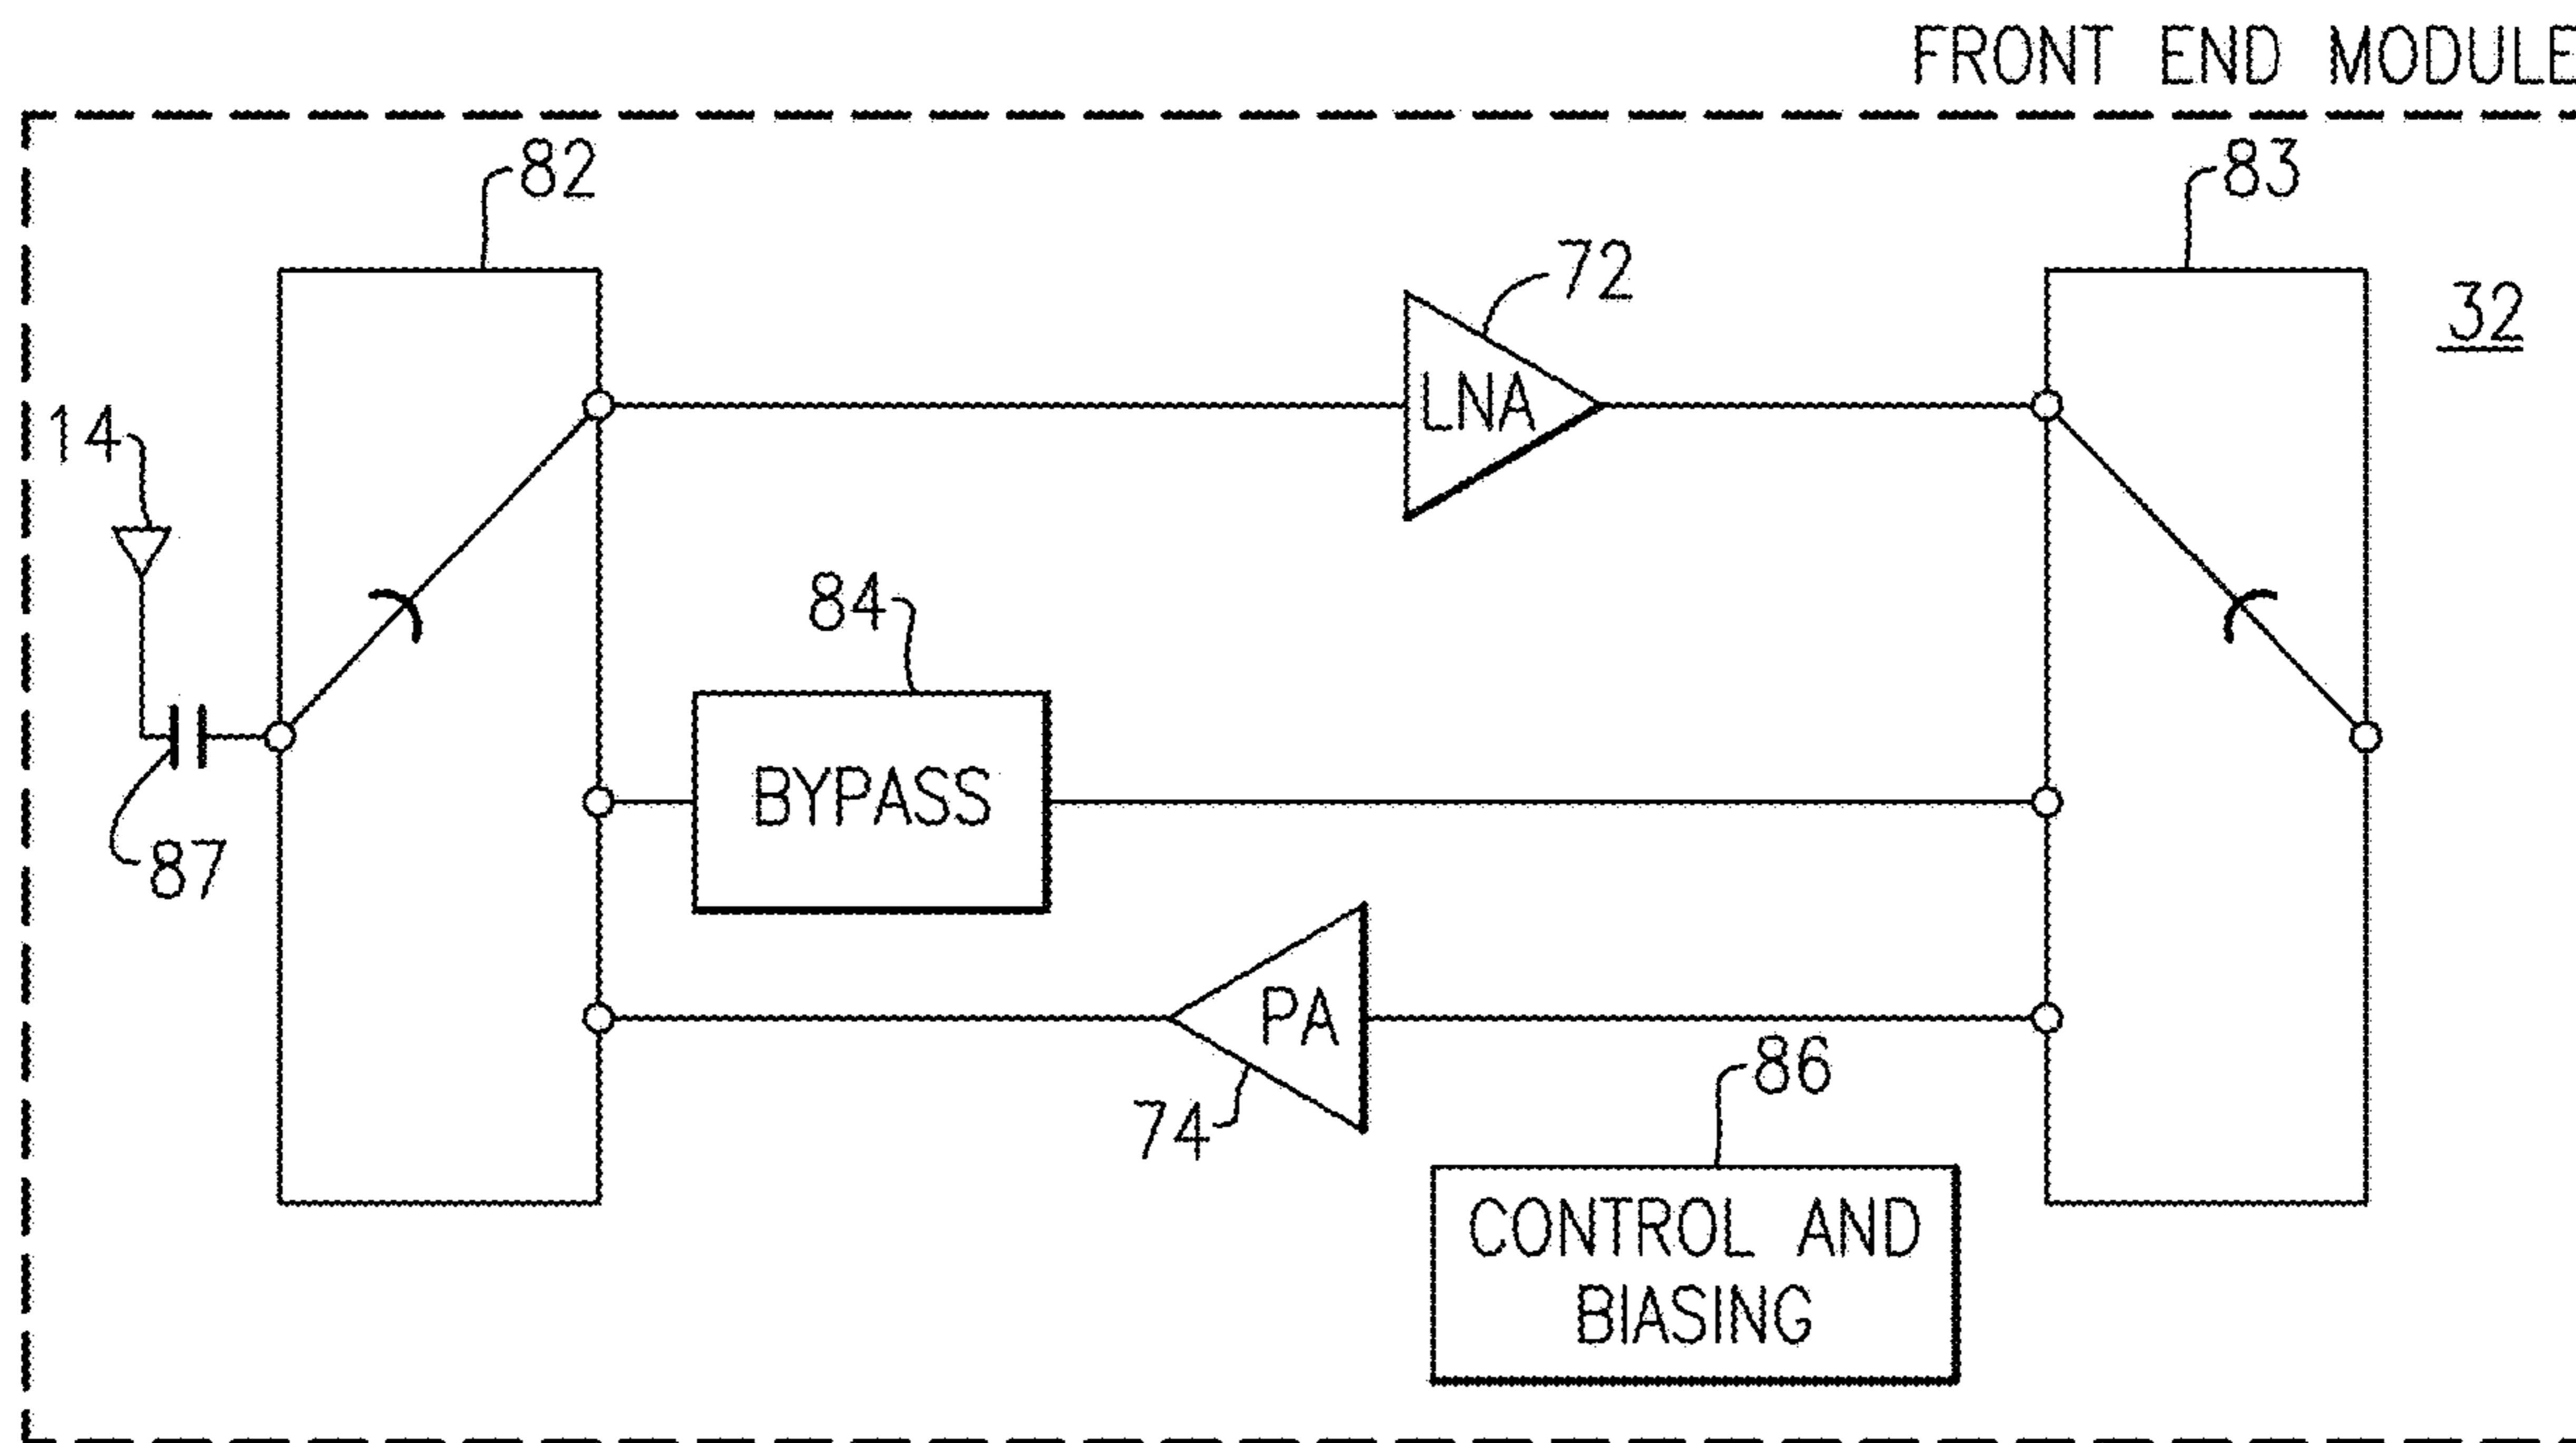 FRONT END MODULE
82
83
72
32
LNA
14
84
BYPASS
87
PA
86
74
CONTROL AND
BIASING